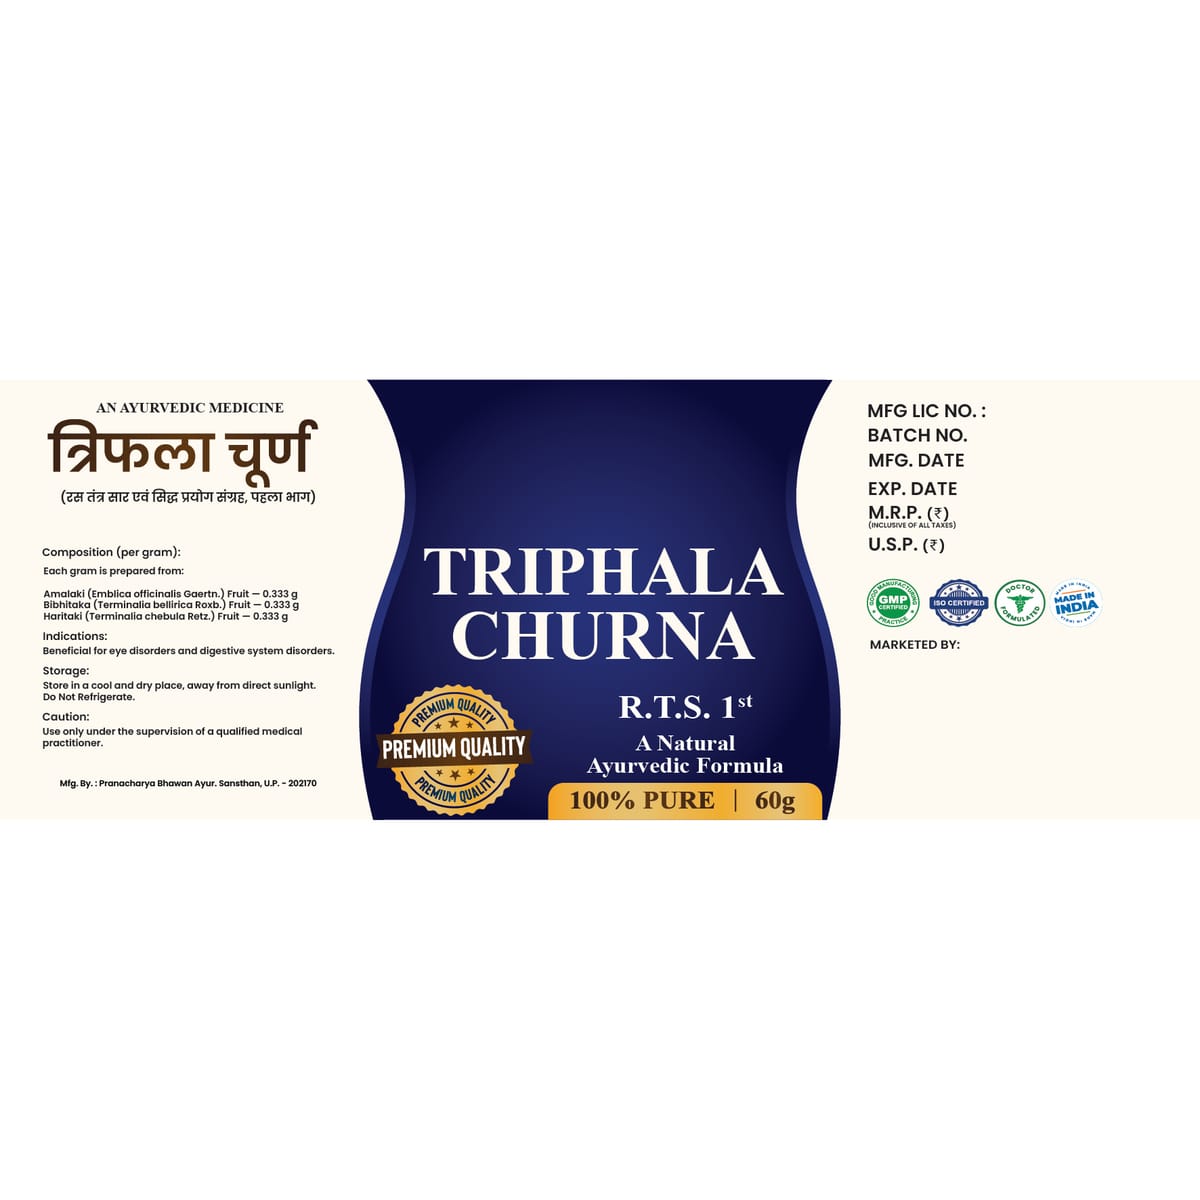 AN AYURVEDIC MEDICINE
त्रिफला चूर्ण
(रस तंत्र सार एवं सिद्ध प्रयोग संग्रह, पहला भाग)
Composition (per gram):
Each gram is prepared from:
Amalaki (Emblica officinalis Gaertn.) Fruit — 0.333 g
Bibhitaka (Terminalia bellirica Roxb.) Fruit — 0.333 g
Haritaki (Terminalia chebula Retz.) Fruit — 0.333 g
Indications:
Beneficial for eye disorders and digestive system disorders.
Storage:
Store in a cool and dry place, away from direct sunlight.
Do Not Refrigerate.
Caution:
Use only under the supervision of a qualified medical
practitioner.
Mfg. By. : Pranacharya Bhawan Ayur. Sansthan, U.P. - 202170
TRIPHALA
CHURNA
R.T.S. 1st
A Natural
Ayurvedic Formula
PREMIUM QUALITY
PREMIUM QUALITY
PREMIUM QUALITY
100% PURE | 60g
MFG LIC NO. :
BATCH NO.
MFG. DATE
EXP. DATE
M.R.P. (₹)
(INCLUSIVE OF ALL TAXES)
U.S.P. (₹)
GOOD MANUFACTURING
GMP
CERTIFIED
PRACTICE
ISO CERTIFIED
DOCTOR
FORMULATED
MADE IN INDIA
MADE IN
INDIA
MARKETED BY: